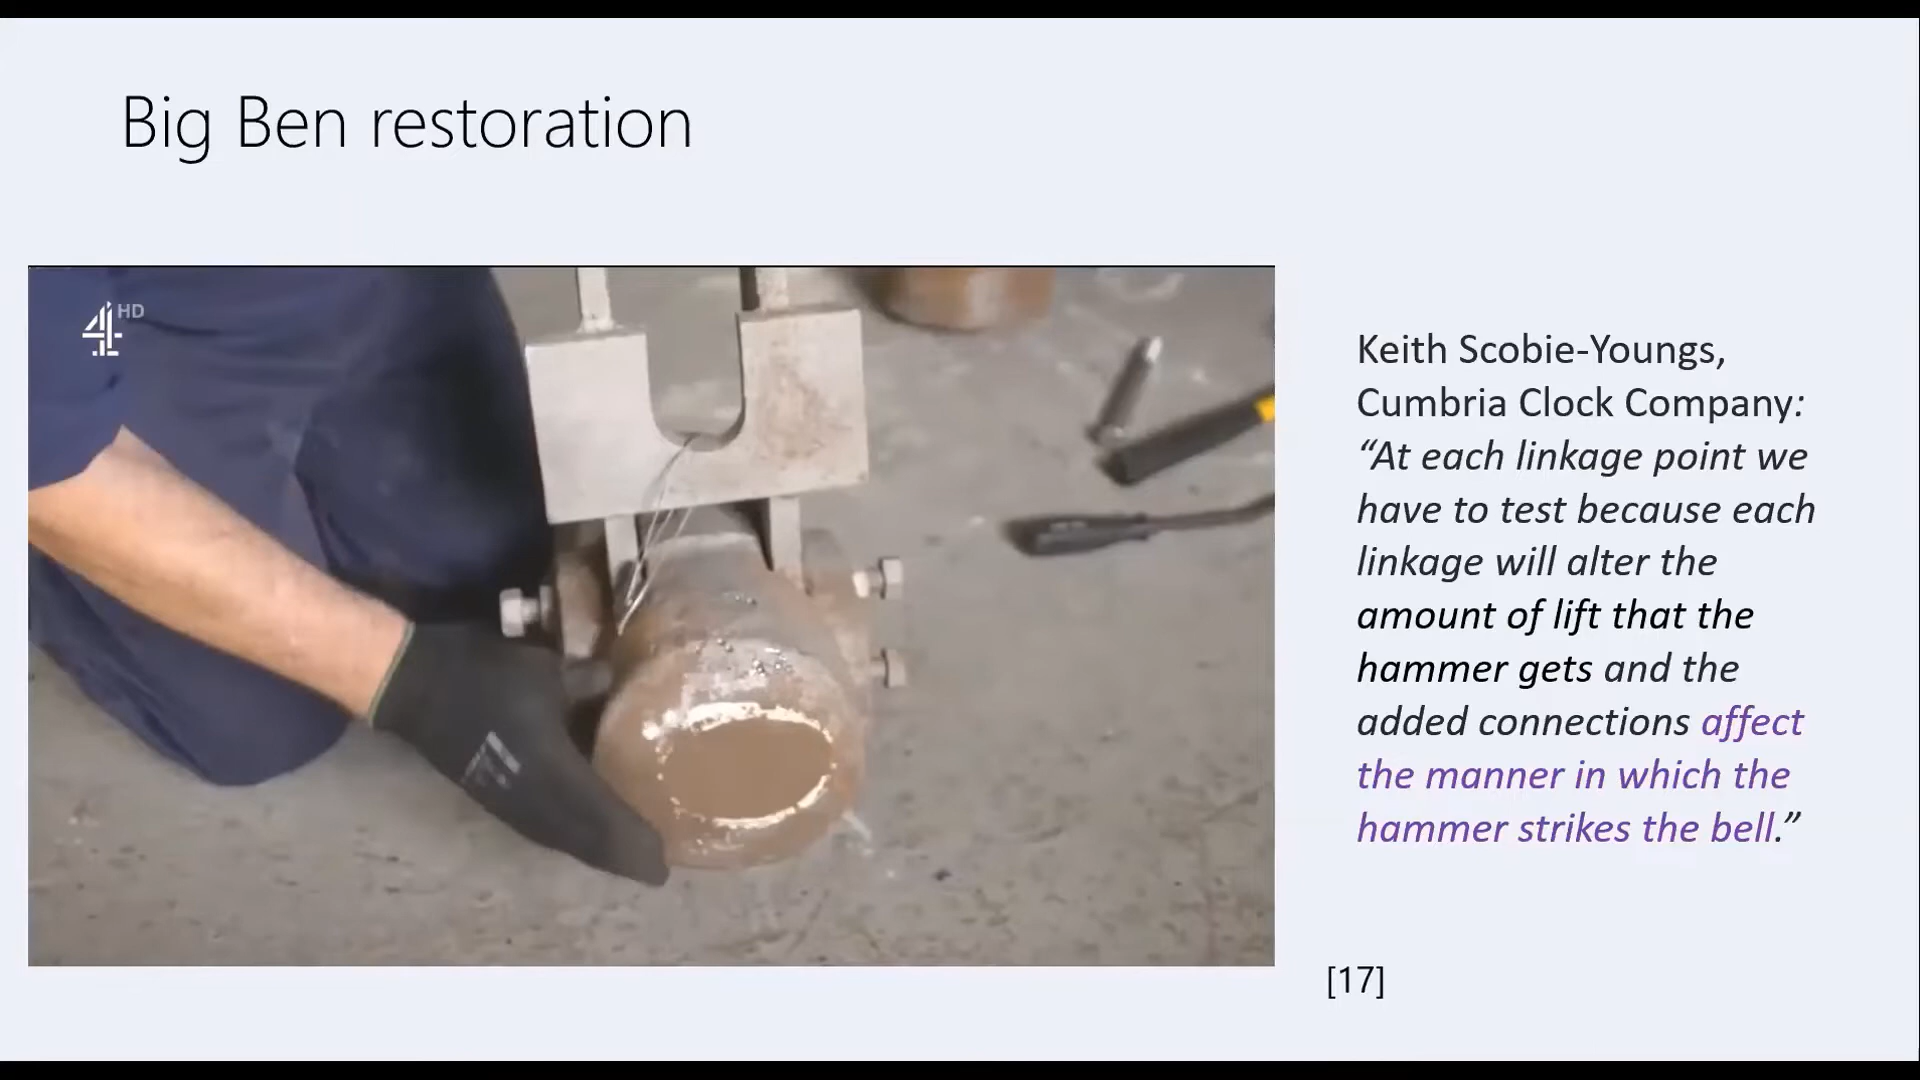 Big Ben restoration
4 HD
Keith Scobie-Youngs,
Cumbria Clock Company:
“At each linkage point we
have to test because each
linkage will alter the
amount of lift that the
hammer gets and the
added connections affect
the manner in which the
hammer strikes the bell.”
[17]